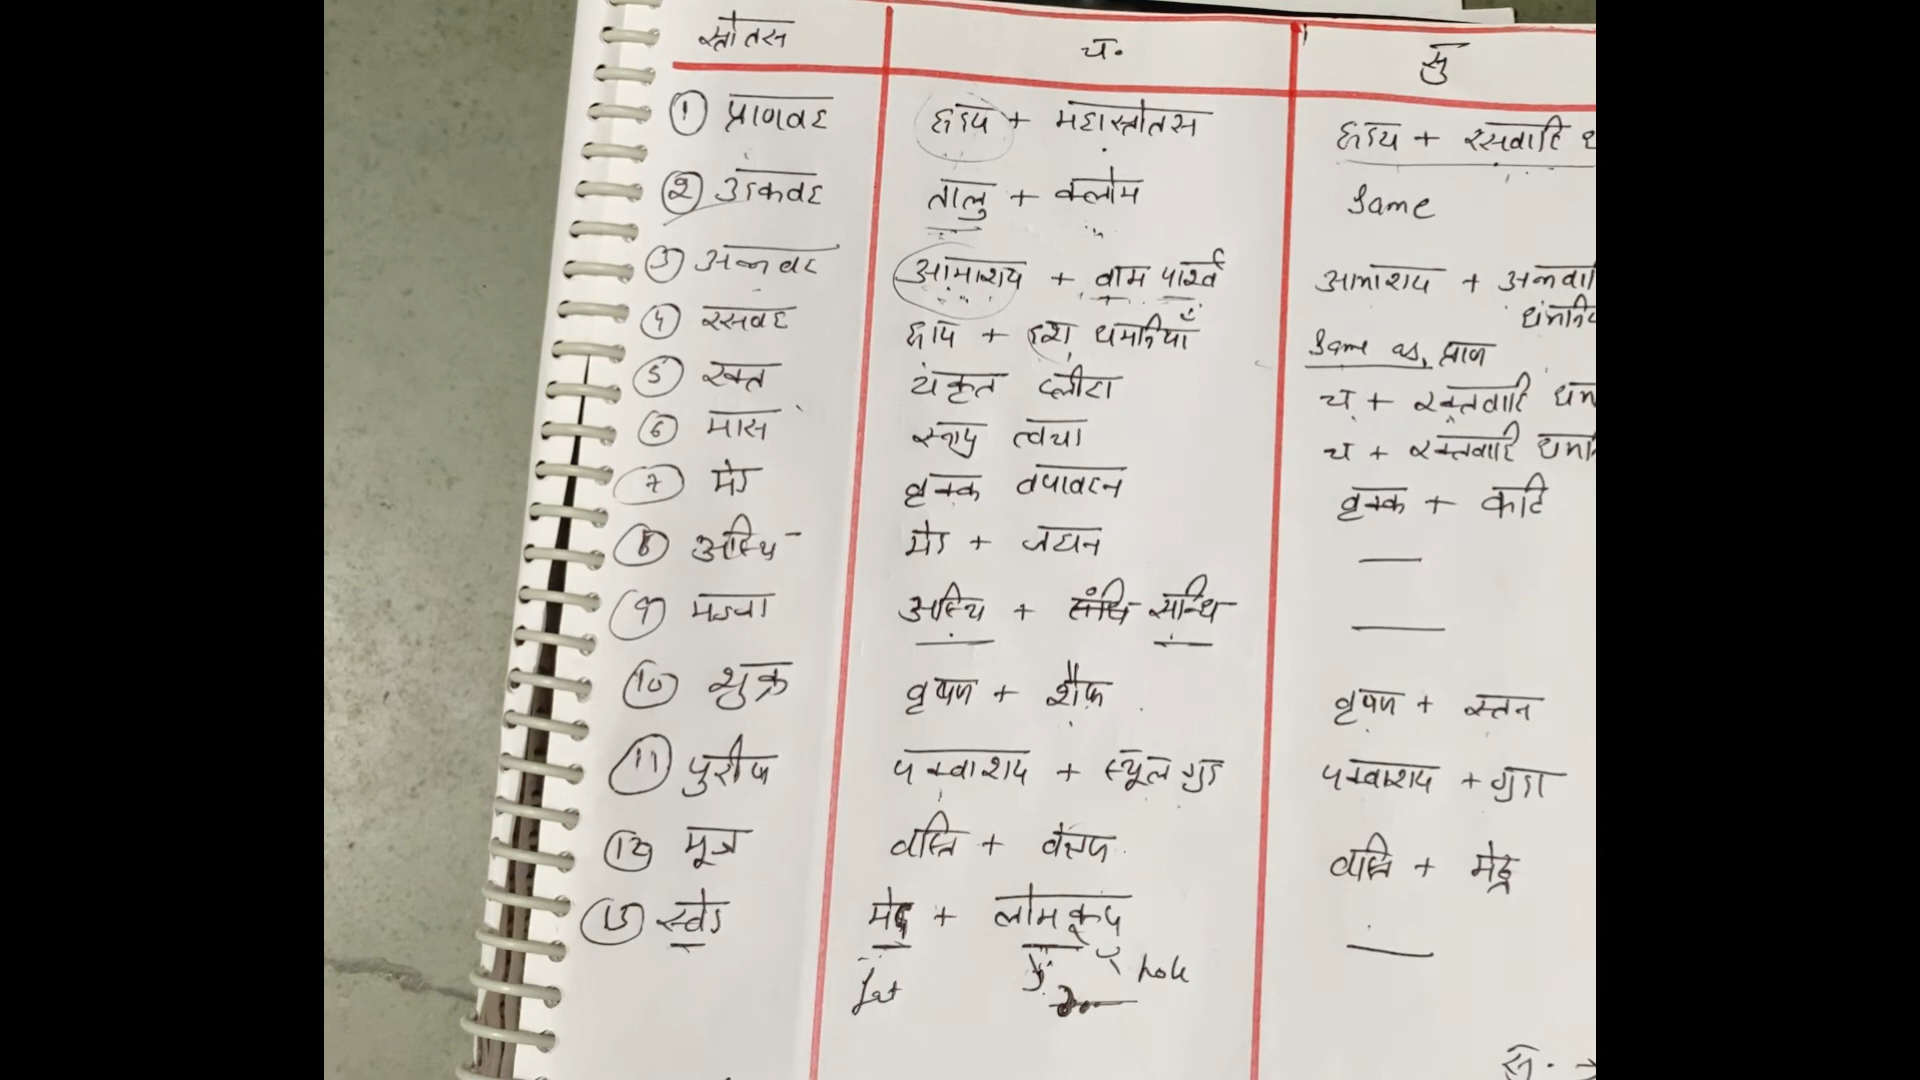 स्त्रोतस च. सु
① प्राणवह हृदय + महास्त्रोतस हृदय + रसवाहि ध
② उदकवह तालु + क्लोम Same
③ अन्नवह आमाशय + वाम पार्श्व आमाशय + अन्नवाहि
धमनिय
④ रसवह हृदय + दश धमनियाँ Same as, प्राण
⑤ रक्त यकृत प्लीहा च + रक्तवाहि धम
⑥ मांस स्नायु त्वचा च + रक्तवाहि धमनि
⑦ मेद वृक्क वपावहन वृक्क + कटि
⑧ अस्थि मेद + जघन —
⑨ मज्जा अस्थि + सन्धि —
⑩ शुक्र वृषण + शैफ वृषण + स्तन
⑪ पुरीष पक्वाशय + स्थूल गुद पक्वाशय + गुदा
⑫ मूत्र वस्ति + वंक्षण वस्ति + मेढ्र
⑬ स्वेद मेद + लोमकूप —
fat hole
सु. →